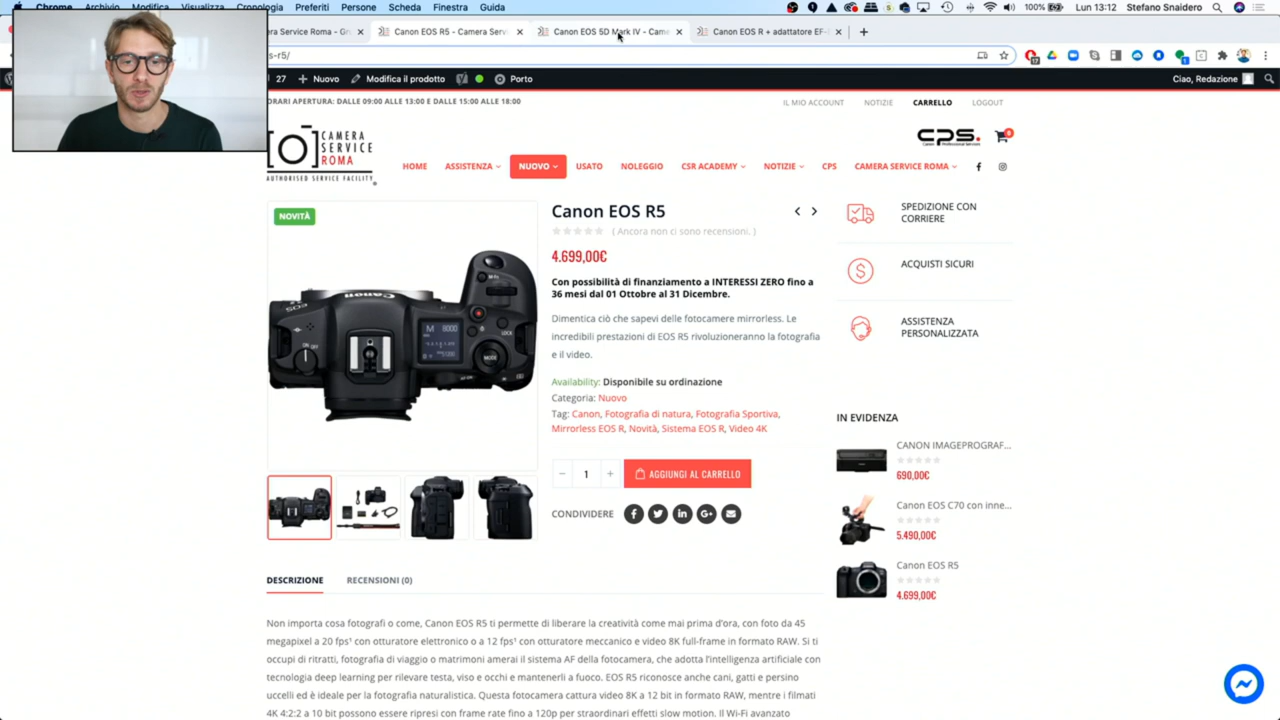 Chrome Archivio Modifica Visualizza Cronologia Preferiti Persone Scheda Finestra Guida
100% Lun 13:12 Stefano Snaidero
Canon EOS R5 - Camera Serv
Canon EOS 5D Mark IV - Came
Canon EOS R + adattatore EF-E
s-r5/
27 Nuovo Modifica il prodotto Porto
Ciao, Redazione
ORARI APERTURA: DALLE 09:00 ALLE 13:00 E DALLE 15:00 ALLE 18:00
IL MIO ACCOUNT NOTIZIE CARRELLO LOGOUT
CAMERA
SERVICE
ROMA
AUTHORISED SERVICE FACILITY
CPS.
0
HOME ASSISTENZA NUOVO USATO NOLEGGIO CSR ACADEMY NOTIZIE CPS CAMERA SERVICE ROMA
NOVITÀ
Canon EOS R5
( Ancora non ci sono recensioni. )
4.699,00€
Con possibilità di finanziamento a INTERESSI ZERO fino a
36 mesi dal 01 Ottobre al 31 Dicembre.
Dimentica ciò che sapevi delle fotocamere mirrorless. Le
incredibili prestazioni di EOS R5 rivoluzioneranno la fotografia
e il video.
Availability: Disponibile su ordinazione
Categoria: Nuovo
Tag: Canon, Fotografia di natura, Fotografia Sportiva,
Mirrorless EOS R, Novità, Sistema EOS R, Video 4K
− 1 + AGGIUNGI AL CARRELLO
CONDIVIDERE
SPEDIZIONE CON
CORRIERE
ACQUISTI SICURI
ASSISTENZA
PERSONALIZZATA
IN EVIDENZA
CANON IMAGEPROGRAF...
690,00€
Canon EOS C70 con inne...
5.490,00€
Canon EOS R5
4.699,00€
DESCRIZIONE RECENSIONI (0)
Non importa cosa fotografi o come, Canon EOS R5 ti permette di liberare la creatività come mai prima d'ora, con foto da 45
megapixel a 20 fps¹ con otturatore elettronico o a 12 fps¹ con otturatore meccanico e video 8K full-frame in formato RAW. Si ti
occupi di ritratti, fotografia di viaggio o matrimoni amerai il sistema AF della fotocamera, che adotta l'intelligenza artificiale con
tecnologia deep learning per rilevare testa, viso e occhi e mantenerli a fuoco. EOS R5 riconosce anche cani, gatti e persino
uccelli ed è ideale per la fotografia naturalistica. Questa fotocamera cattura video 8K a 12 bit in formato RAW, mentre i filmati
4K 4:2:2 a 10 bit possono essere ripresi con frame rate fino a 120p per straordinari effetti slow motion. Il Wi-Fi avanzato